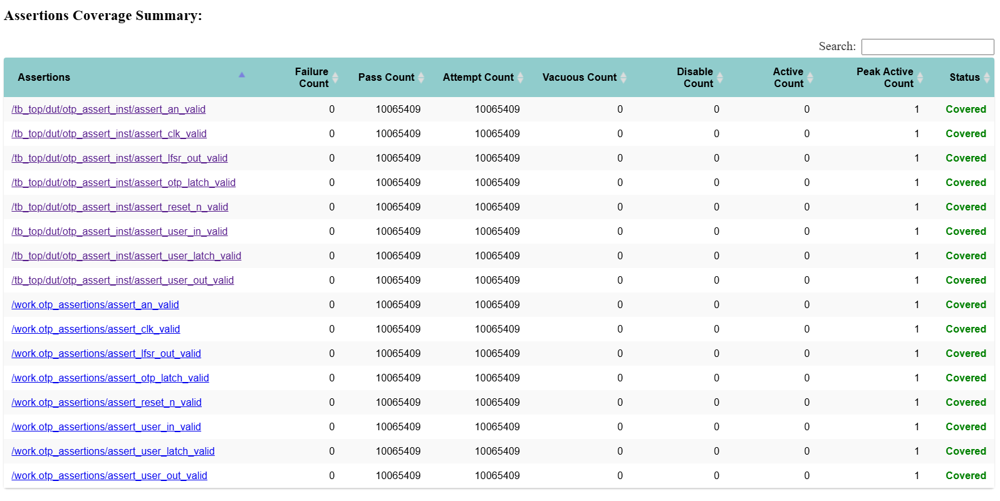 Assertions Coverage Summary:
Search:
Assertions Failure Count Pass Count Attempt Count Vacuous Count Disable Count Active Count Peak Active Count Status
/tb_top/dut/otp_assert_inst/assert_an_valid 0 10065409 10065409 0 0 0 1 Covered
/tb_top/dut/otp_assert_inst/assert_clk_valid 0 10065409 10065409 0 0 0 1 Covered
/tb_top/dut/otp_assert_inst/assert_lfsr_out_valid 0 10065409 10065409 0 0 0 1 Covered
/tb_top/dut/otp_assert_inst/assert_otp_latch_valid 0 10065409 10065409 0 0 0 1 Covered
/tb_top/dut/otp_assert_inst/assert_reset_n_valid 0 10065409 10065409 0 0 0 1 Covered
/tb_top/dut/otp_assert_inst/assert_user_in_valid 0 10065409 10065409 0 0 0 1 Covered
/tb_top/dut/otp_assert_inst/assert_user_latch_valid 0 10065409 10065409 0 0 0 1 Covered
/tb_top/dut/otp_assert_inst/assert_user_out_valid 0 10065409 10065409 0 0 0 1 Covered
/work.otp_assertions/assert_an_valid 0 10065409 10065409 0 0 0 1 Covered
/work.otp_assertions/assert_clk_valid 0 10065409 10065409 0 0 0 1 Covered
/work.otp_assertions/assert_lfsr_out_valid 0 10065409 10065409 0 0 0 1 Covered
/work.otp_assertions/assert_otp_latch_valid 0 10065409 10065409 0 0 0 1 Covered
/work.otp_assertions/assert_reset_n_valid 0 10065409 10065409 0 0 0 1 Covered
/work.otp_assertions/assert_user_in_valid 0 10065409 10065409 0 0 0 1 Covered
/work.otp_assertions/assert_user_latch_valid 0 10065409 10065409 0 0 0 1 Covered
/work.otp_assertions/assert_user_out_valid 0 10065409 10065409 0 0 0 1 Covered